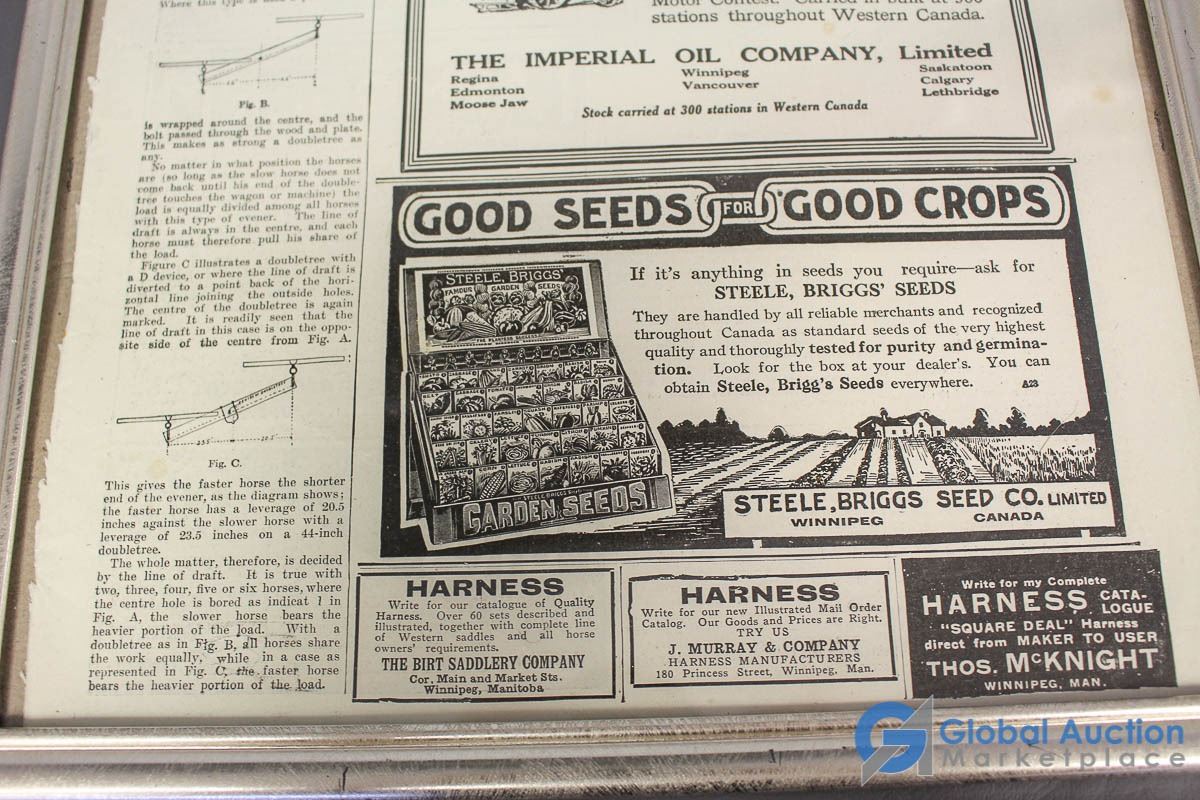 Where this type is used
Fig. B.
is wrapped around the centre, and the
bolt passed through the wood and plate.
This makes as strong a doubletree as
any.
No matter in what position the horses
are (so long as the slow horse does not
come back until his end of the double-
tree touches the wagon or machine) the
load is equally divided among all horses
with this type of evener. The line of
draft is always in the centre, and each
horse must therefore pull his share of
the load.
Figure C illustrates a doubletree with
a D device, or where the line of draft is
diverted to a point back of the hori-
zontal line joining the outside holes.
The centre of the doubletree is again
marked. It is readily seen that the
line of draft in this case is on the oppo-
site side of the centre from Fig. A.
23.5" 20.5"
Fig. C.
This gives the faster horse the shorter
end of the evener, as the diagram shows;
the faster horse has a leverage of 20.5
inches against the slower horse with a
leverage of 23.5 inches on a 44-inch
doubletree.
The whole matter, therefore, is decided
by the line of draft. It is true with
two, three, four, five or six horses, where
the centre hole is bored as indicat d in
Fig. A, the slower horse bears the
heavier portion of the load. With a
doubletree as in Fig. B, all horses share
the work equally, while in a case as
represented in Fig. C, the faster horse
bears the heavier portion of the load.
Motor Contest. Carried in bulk at 300
stations throughout Western Canada.
THE IMPERIAL OIL COMPANY, Limited
Regina Winnipeg Saskatoon
Edmonton Vancouver Calgary
Moose Jaw Lethbridge
Stock carried at 300 stations in Western Canada
GOOD SEEDS FOR GOOD CROPS
STEELE, BRIGGS'
FAMOUS GARDEN SEEDS
If it's anything in seeds you require—ask for
STEELE, BRIGGS' SEEDS
They are handled by all reliable merchants and recognized
throughout Canada as standard seeds of the very highest
quality and thoroughly tested for purity and germina-
tion. Look for the box at your dealer's. You can
obtain Steele, Brigg's Seeds everywhere. A23
LETTUCE
STEELE BRIGGS
GARDEN SEEDS
STEELE, BRIGGS SEED CO. LIMITED
WINNIPEG CANADA
HARNESS
Write for our catalogue of Quality
Harness. Over 60 sets described and
illustrated, together with complete line
of Western saddles and all horse
owners' requirements.
THE BIRT SADDLERY COMPANY
Cor. Main and Market Sts.
Winnipeg, Manitoba
HARNESS
Write for our new Illustrated Mail Order
Catalog. Our Goods and Prices are Right.
TRY US
J. MURRAY & COMPANY
HARNESS MANUFACTURERS
180 Princess Street, Winnipeg, Man.
Write for my Complete
HARNESS CATA-
LOGUE
"SQUARE DEAL" Harness
direct from MAKER TO USER
THOS. McKNIGHT
WINNIPEG, MAN.
Global Auction
Marketplace